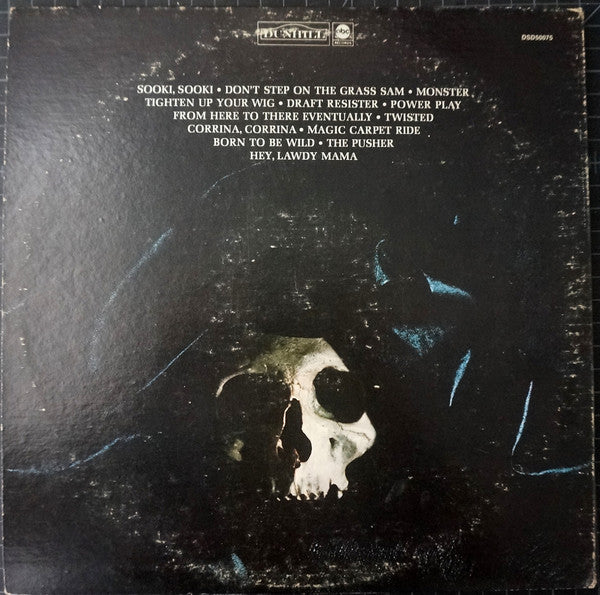 DUNHILL
abc
RECORDS
DSD50075
SOOKI, SOOKI • DON'T STEP ON THE GRASS SAM • MONSTER
TIGHTEN UP YOUR WIG • DRAFT RESISTER • POWER PLAY
FROM HERE TO THERE EVENTUALLY • TWISTED
CORRINA, CORRINA • MAGIC CARPET RIDE
BORN TO BE WILD • THE PUSHER
HEY, LAWDY MAMA